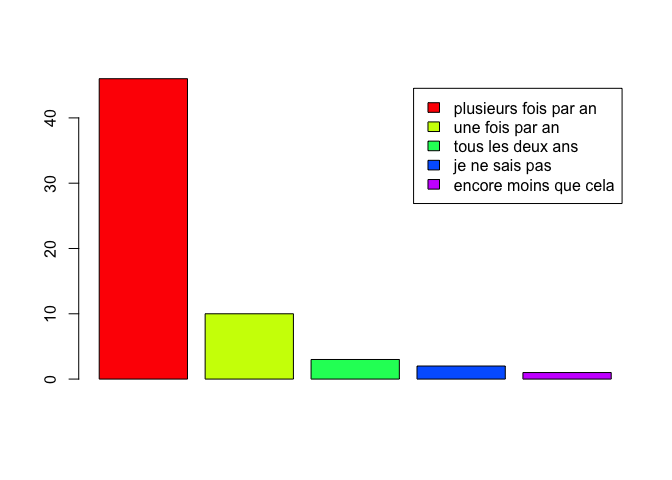 40
30
20
10
0
plusieurs fois par an
une fois par an
tous les deux ans
je ne sais pas
encore moins que cela